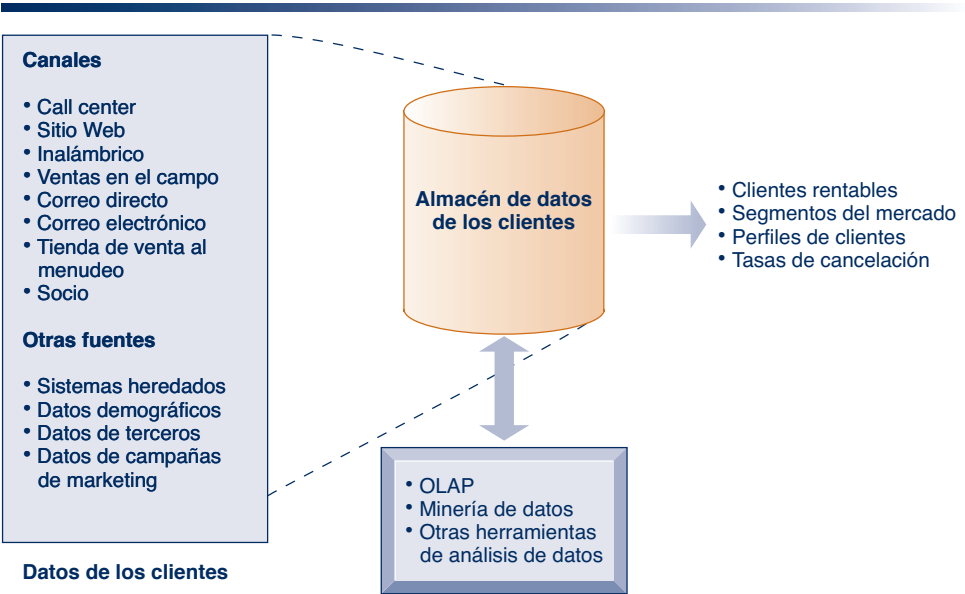 Canales
• Call center
• Sitio Web
• Inalámbrico
• Ventas en el campo
• Correo directo
• Correo electrónico
• Tienda de venta al
menudeo
• Socio
Otras fuentes
• Sistemas heredados
• Datos demográficos
• Datos de terceros
• Datos de campañas
de marketing
Datos de los clientes
Almacén de datos
de los clientes
• Clientes rentables
• Segmentos del mercado
• Perfiles de clientes
• Tasas de cancelación
• OLAP
• Minería de datos
• Otras herramientas
de análisis de datos